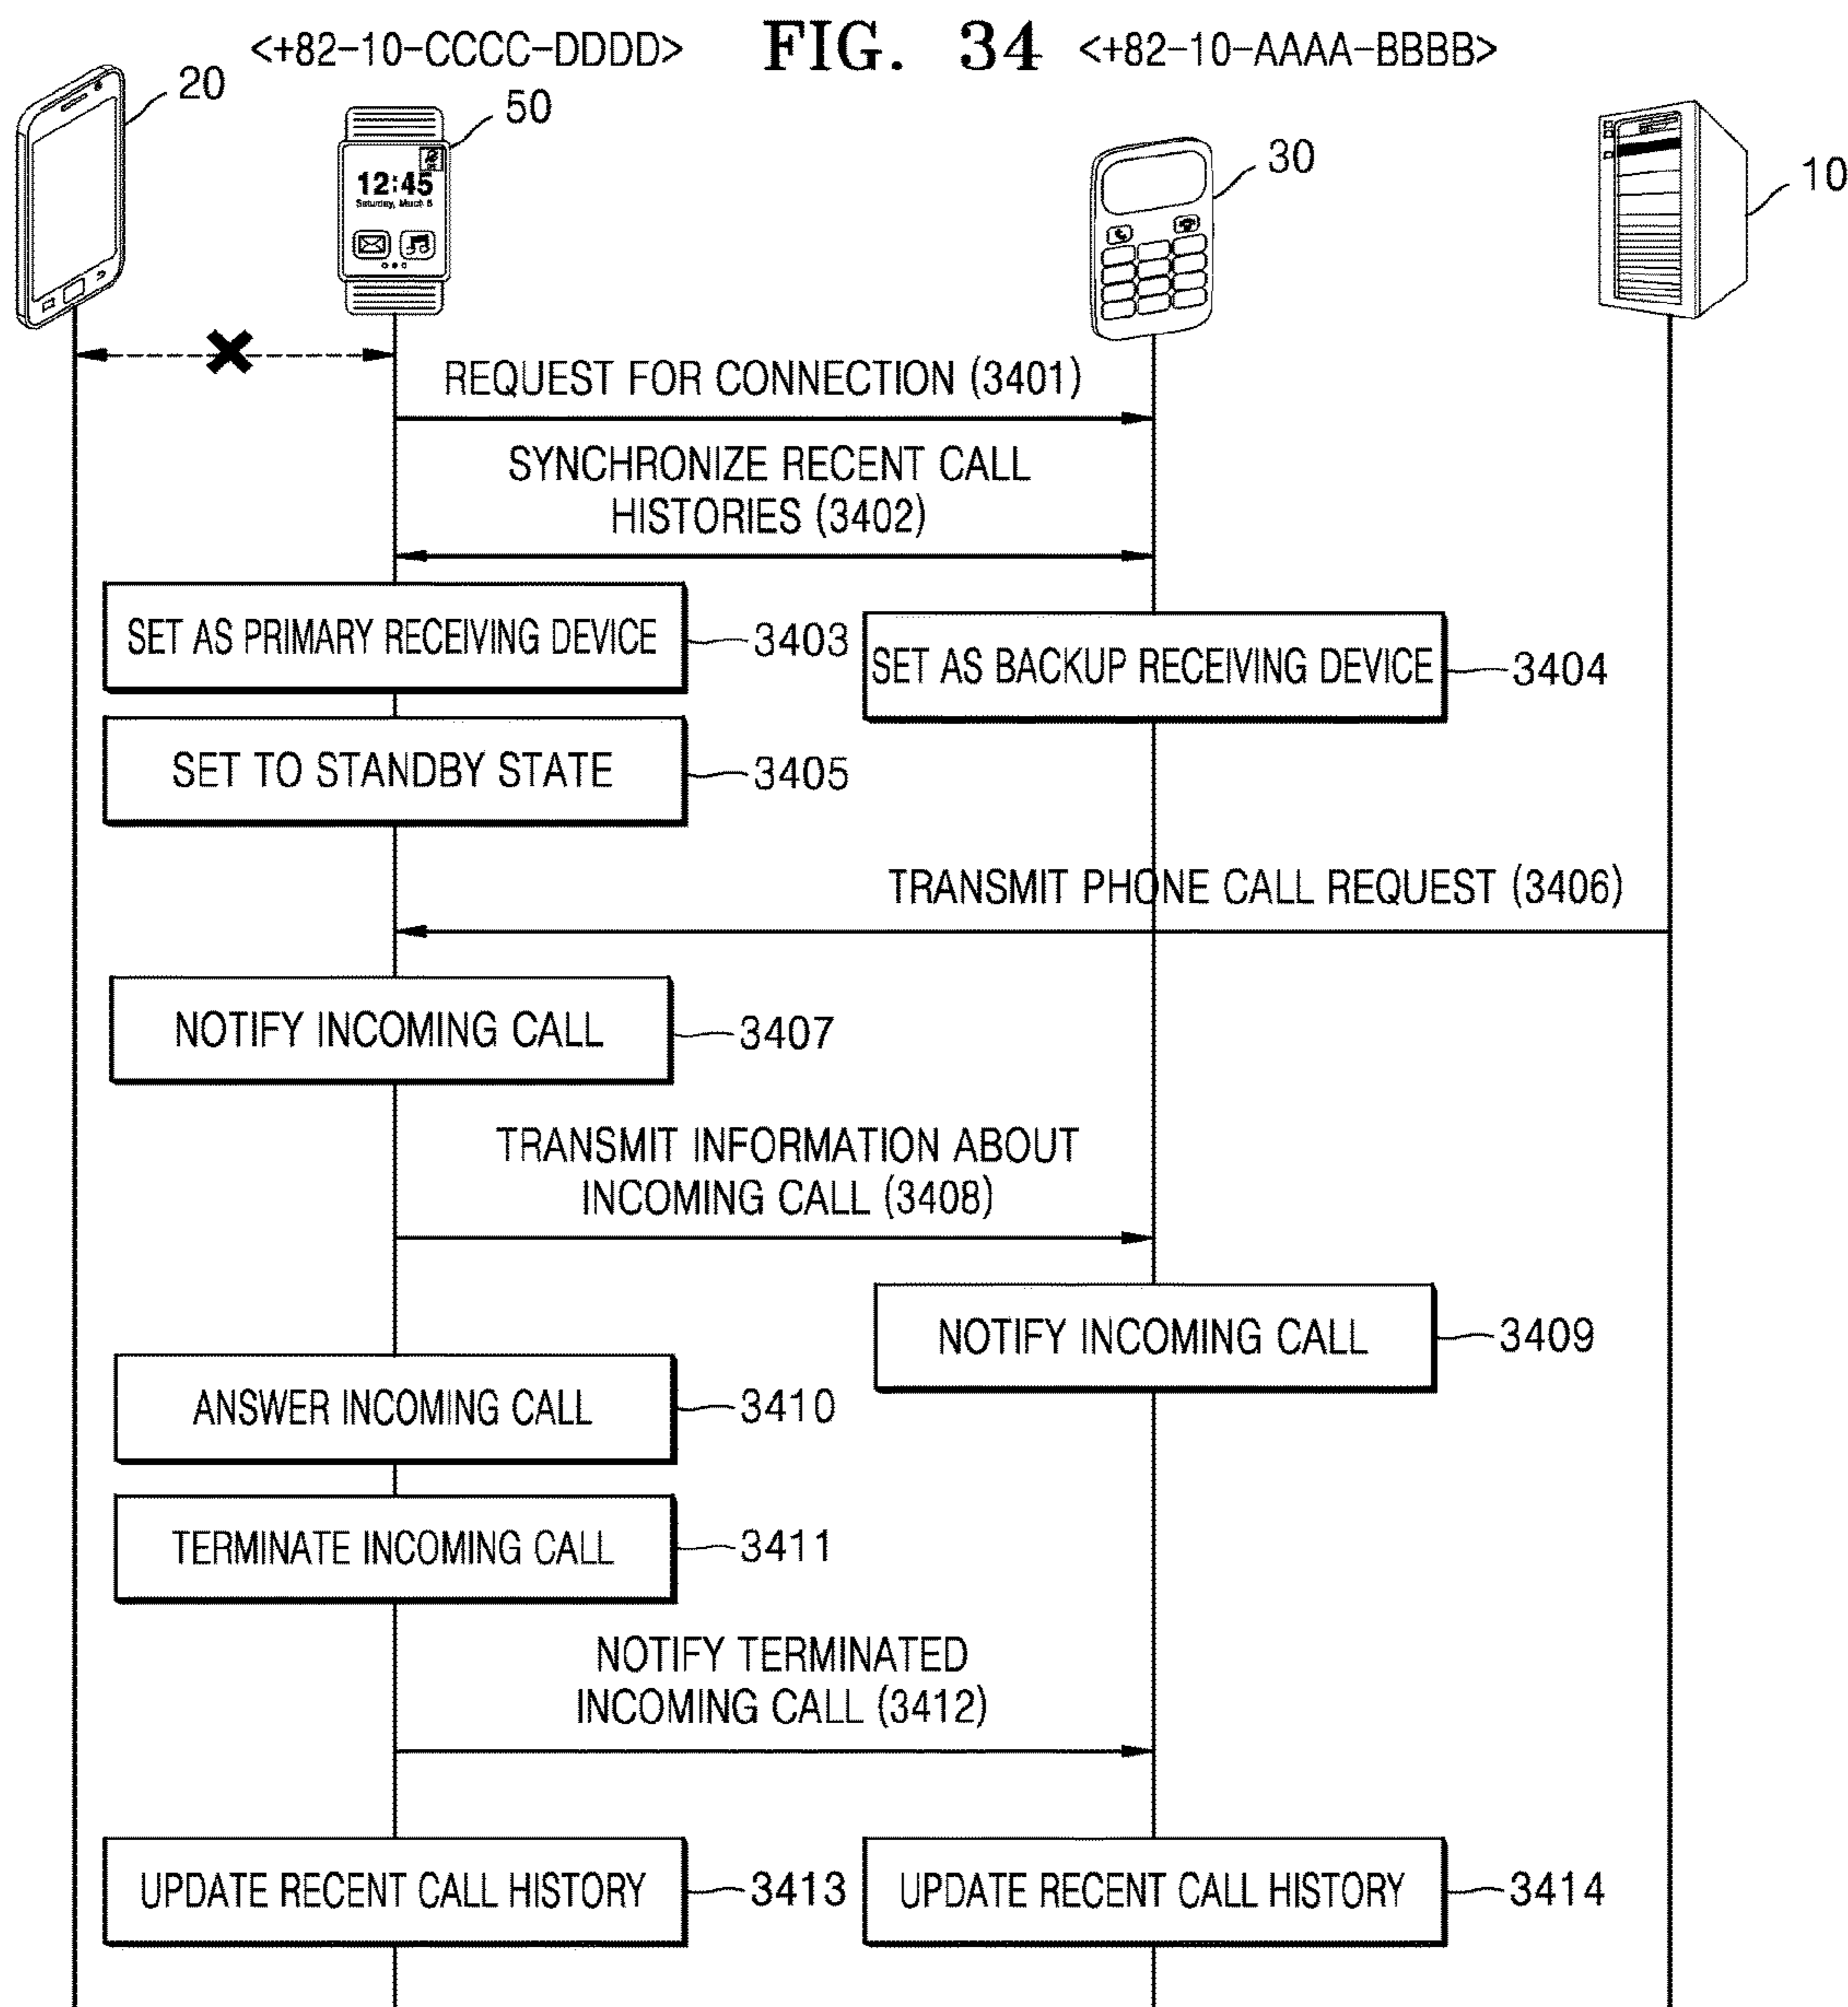 <+82-10-CCCC-DDDD> FIG. 34 <+82-10-AAAA-BBBB>
20
50
30
10
12:45
Saturday, March 5
REQUEST FOR CONNECTION (3401)
SYNCHRONIZE RECENT CALL
HISTORIES (3402)
SET AS PRIMARY RECEIVING DEVICE 3403
SET AS BACKUP RECEIVING DEVICE 3404
SET TO STANDBY STATE 3405
TRANSMIT PHONE CALL REQUEST (3406)
NOTIFY INCOMING CALL 3407
TRANSMIT INFORMATION ABOUT
INCOMING CALL (3408)
NOTIFY INCOMING CALL 3409
ANSWER INCOMING CALL 3410
TERMINATE INCOMING CALL 3411
NOTIFY TERMINATED
INCOMING CALL (3412)
UPDATE RECENT CALL HISTORY 3413
UPDATE RECENT CALL HISTORY 3414